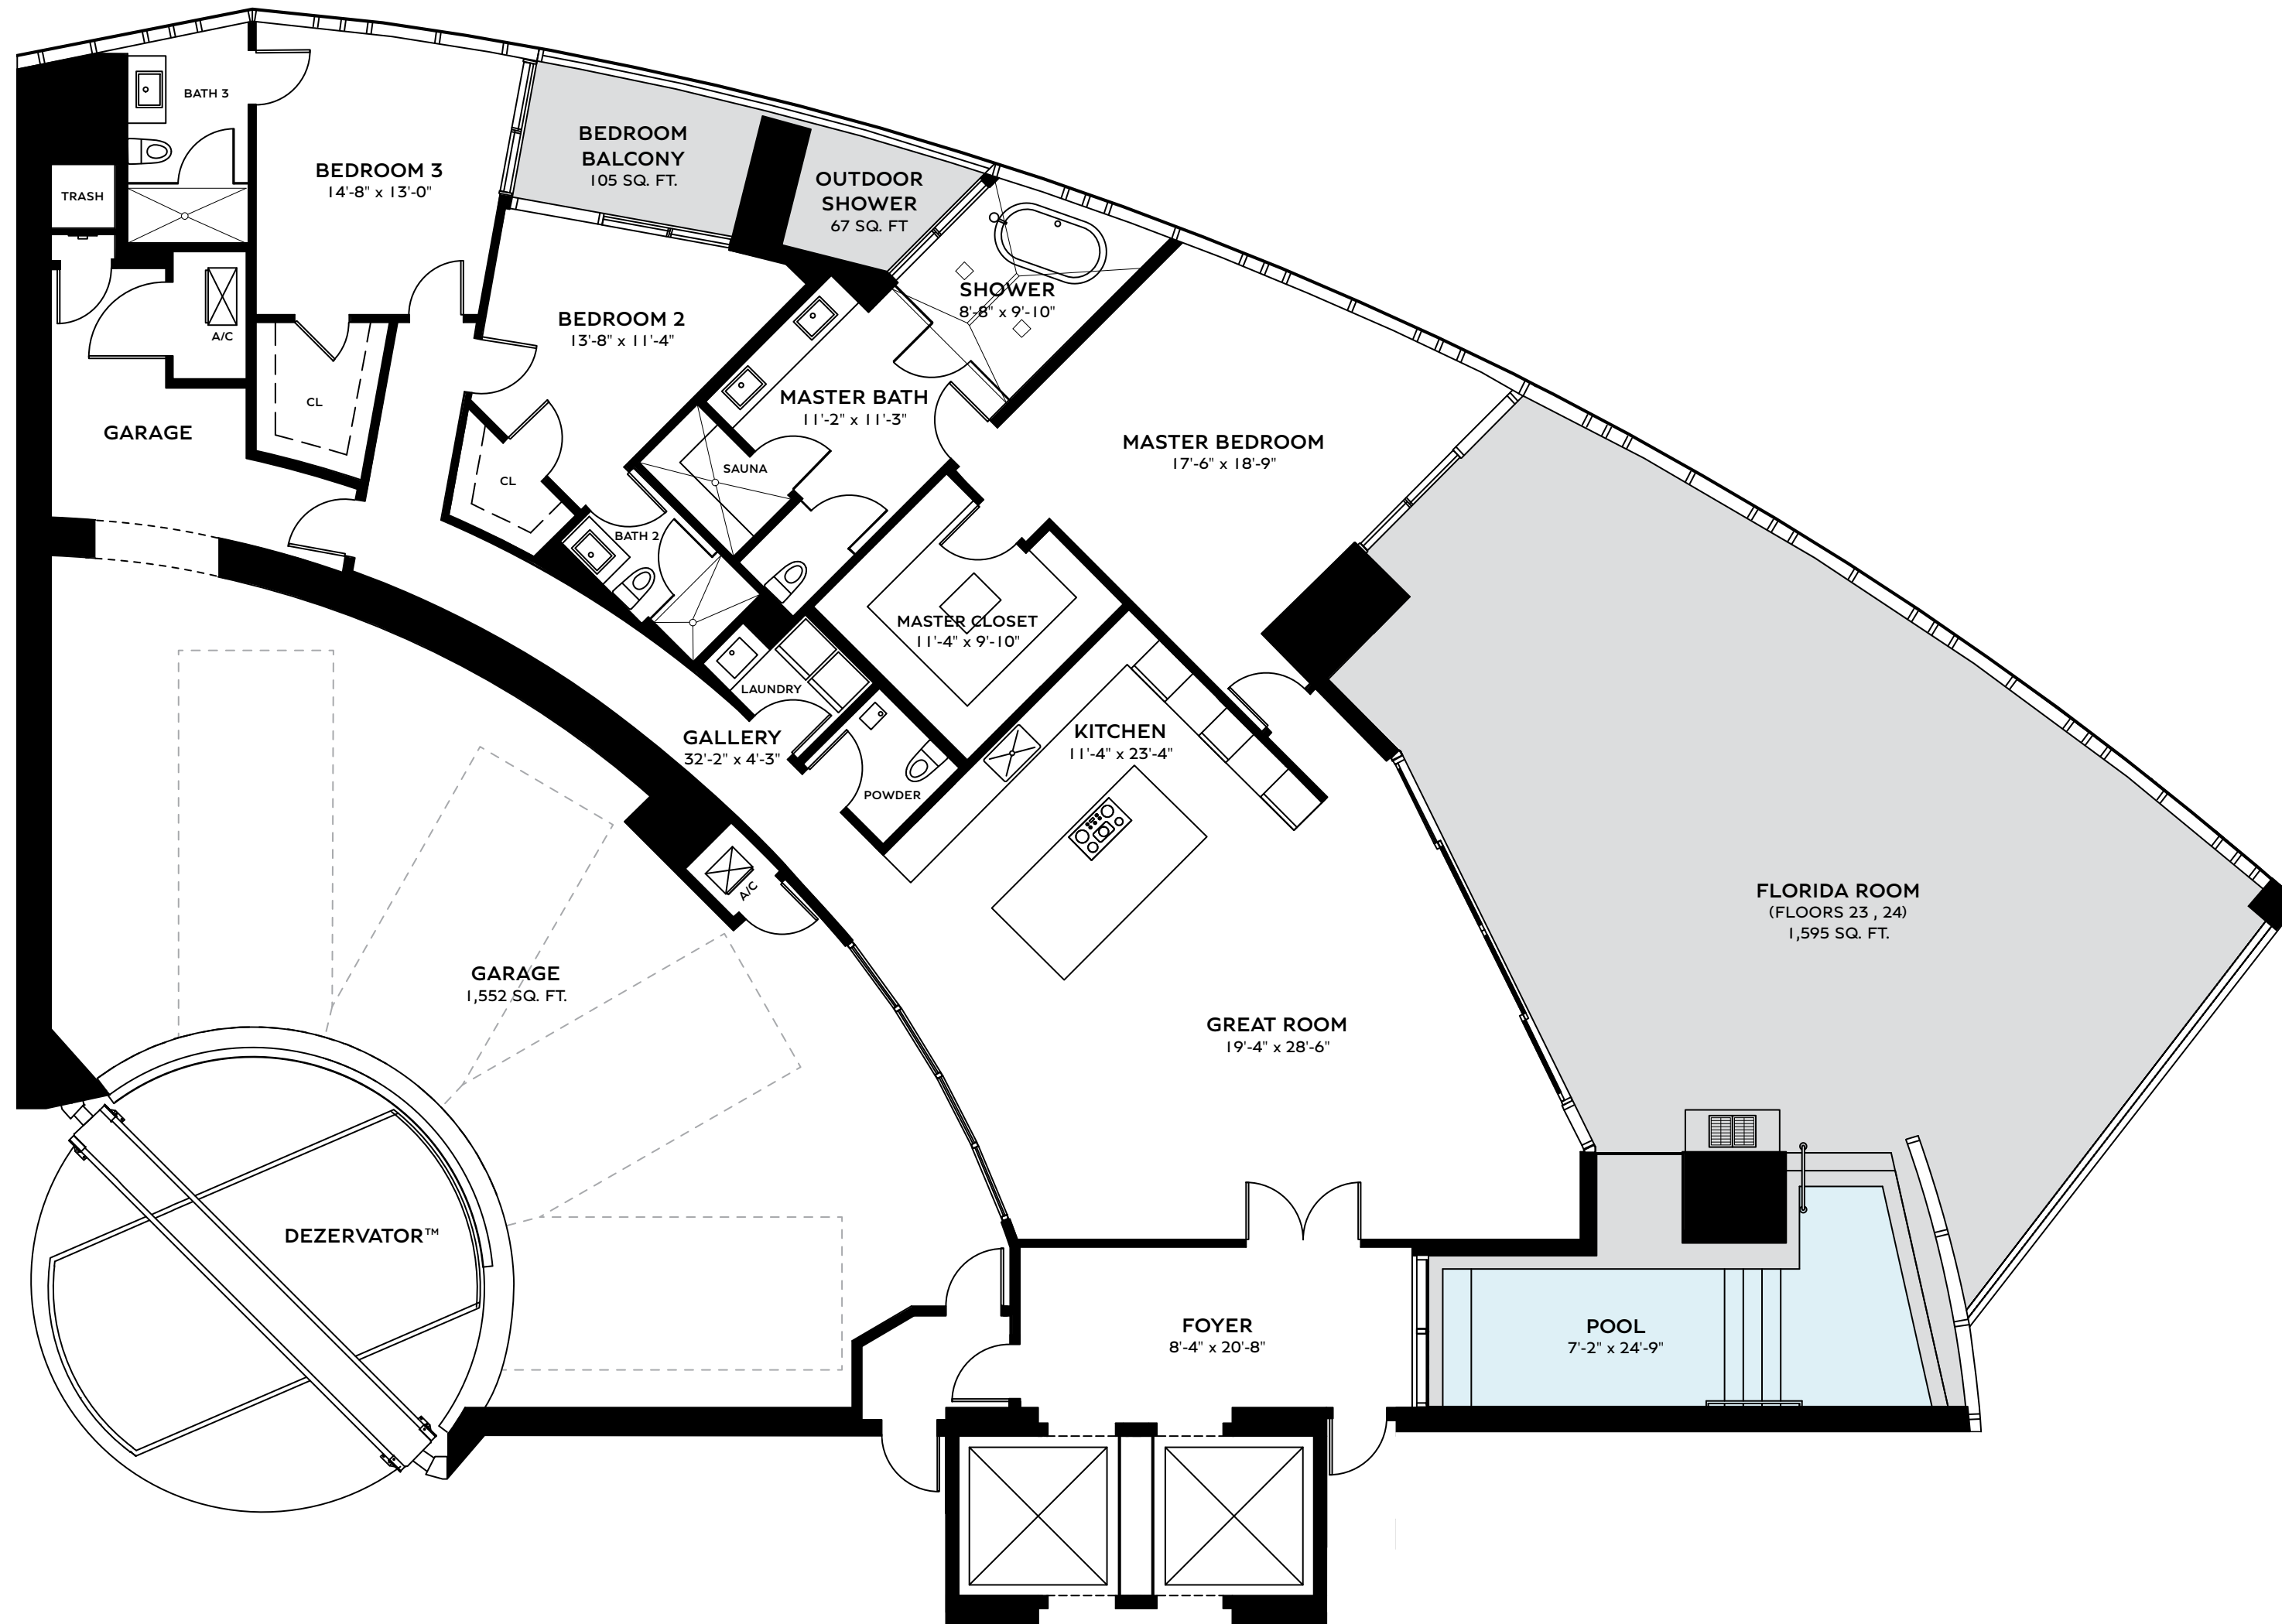 BATH 3
BEDROOM 3
14'-8" x 13'-0"
TRASH
A/C
CL
GARAGE
BEDROOM
BALCONY
105 SQ. FT.
OUTDOOR
SHOWER
67 SQ. FT
SHOWER
8'-8" x 9'-10"
BEDROOM 2
13'-8" x 11'-4"
MASTER BATH
11'-2" x 11'-3"
SAUNA
CL
BATH 2
MASTER BEDROOM
17'-6" x 18'-9"
MASTER CLOSET
11'-4" x 9'-10"
LAUNDRY
GALLERY
32'-2" x 4'-3"
POWDER
KITCHEN
11'-4" x 23'-4"
A/C
GARAGE
1,552 SQ. FT.
FLORIDA ROOM
(FLOORS 23 , 24)
1,595 SQ. FT.
GREAT ROOM
19'-4" x 28'-6"
DEZERVATOR™
FOYER
8'-4" x 20'-8"
POOL
7'-2" x 24'-9"